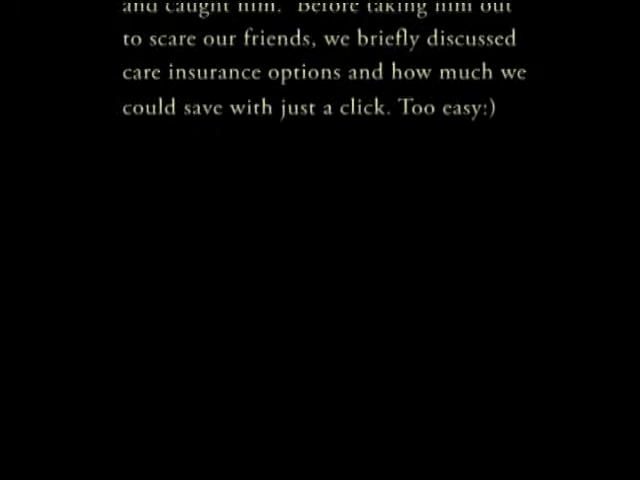 and caught him. Before taking him out
to scare our friends, we briefly discussed
care insurance options and how much we
could save with just a click. Too easy:)